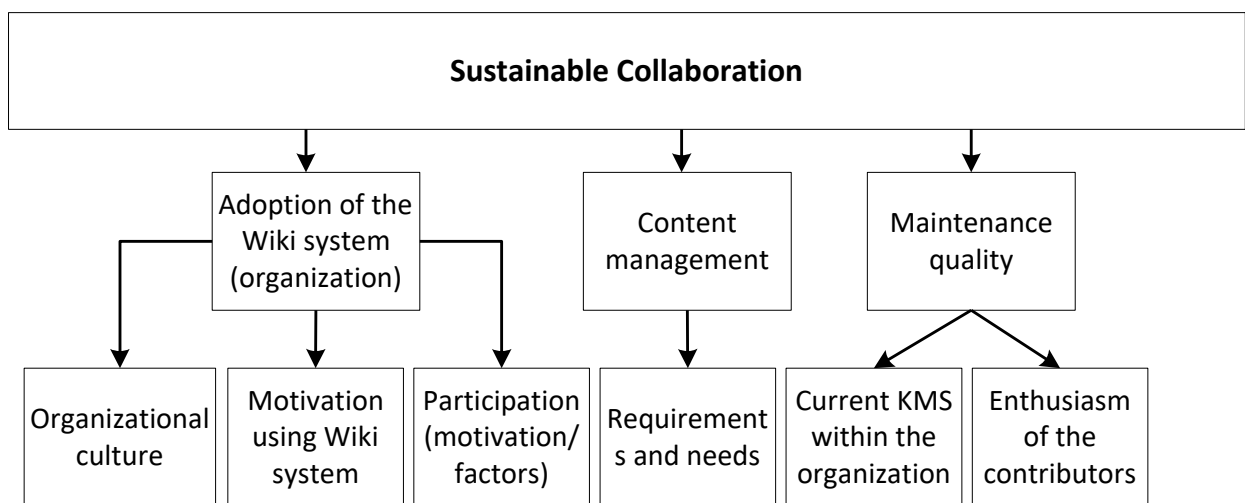 Sustainable Collaboration
Adoption of the
Wiki system
(organization)
Content
management
Maintenance
quality
Organizational
culture
Motivation
using Wiki
system
Participation
(motivation/
factors)
Requirement
s and needs
Current KMS
within the
organization
Enthusiasm
of the
contributors